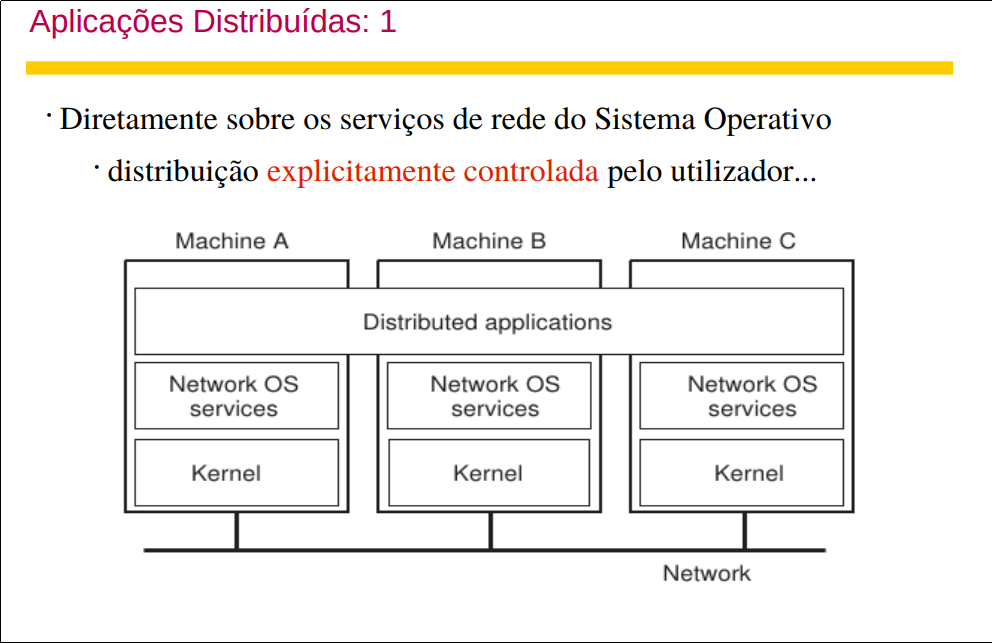 Aplicações Distribuídas: 1
· Diretamente sobre os serviços de rede do Sistema Operativo
· distribuição explicitamente controlada pelo utilizador...
Machine A Machine B Machine C
Distributed applications
Network OS services Network OS services Network OS services
Kernel Kernel Kernel
Network